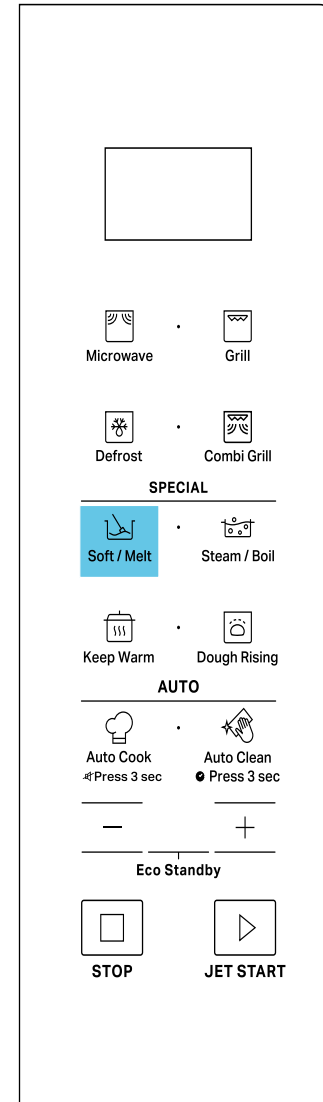 Microwave
Grill
Defrost
Combi Grill
SPECIAL
Soft / Melt
Steam / Boil
Keep Warm
Dough Rising
AUTO
Auto Cook
Press 3 sec
Auto Clean
Press 3 sec
Eco Standby
STOP
JET START